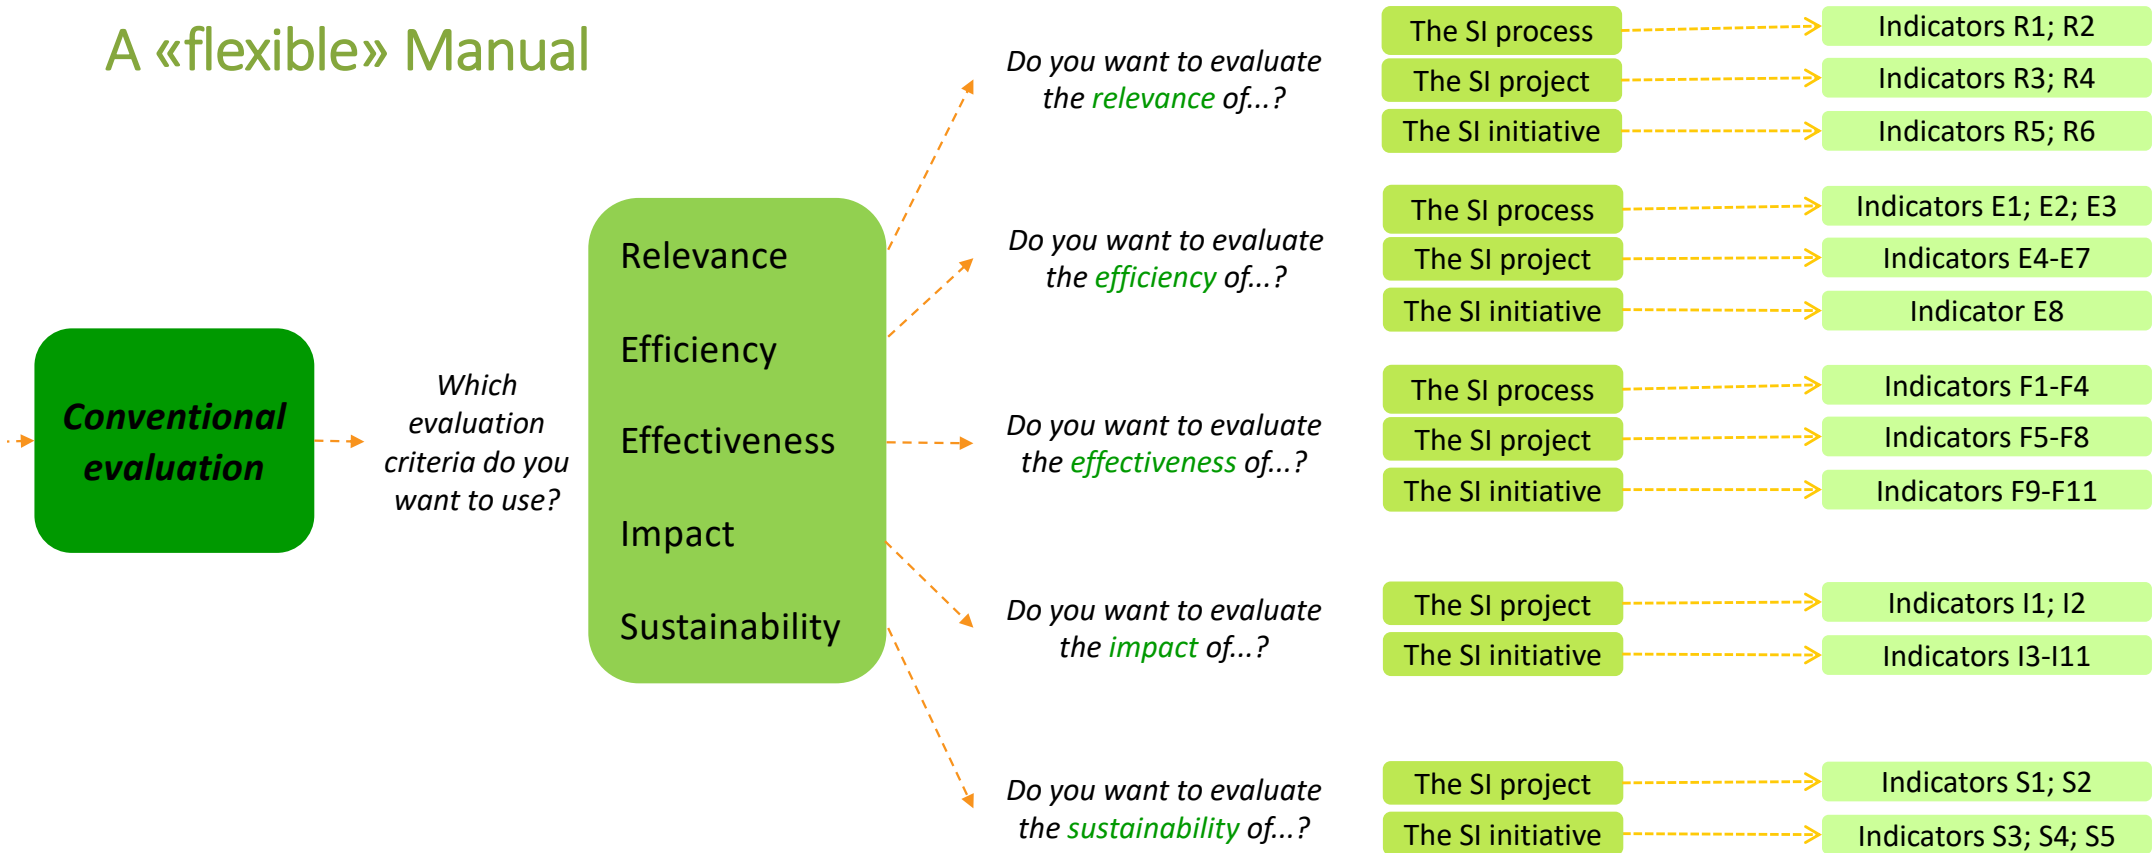 A «flexible» Manual
Conventional
evaluation
Which
evaluation
criteria do you
want to use?
Relevance
Efficiency
Effectiveness
Impact
Sustainability
Do you want to evaluate
the relevance of...?
The SI process
Indicators R1; R2
The SI project
Indicators R3; R4
The SI initiative
Indicators R5; R6
Do you want to evaluate
the efficiency of...?
The SI process
Indicators E1; E2; E3
The SI project
Indicators E4-E7
The SI initiative
Indicator E8
Do you want to evaluate
the effectiveness of...?
The SI process
Indicators F1-F4
The SI project
Indicators F5-F8
The SI initiative
Indicators F9-F11
Do you want to evaluate
the impact of...?
The SI project
Indicators I1; I2
The SI initiative
Indicators I3-I11
Do you want to evaluate
the sustainability of...?
The SI project
Indicators S1; S2
The SI initiative
Indicators S3; S4; S5